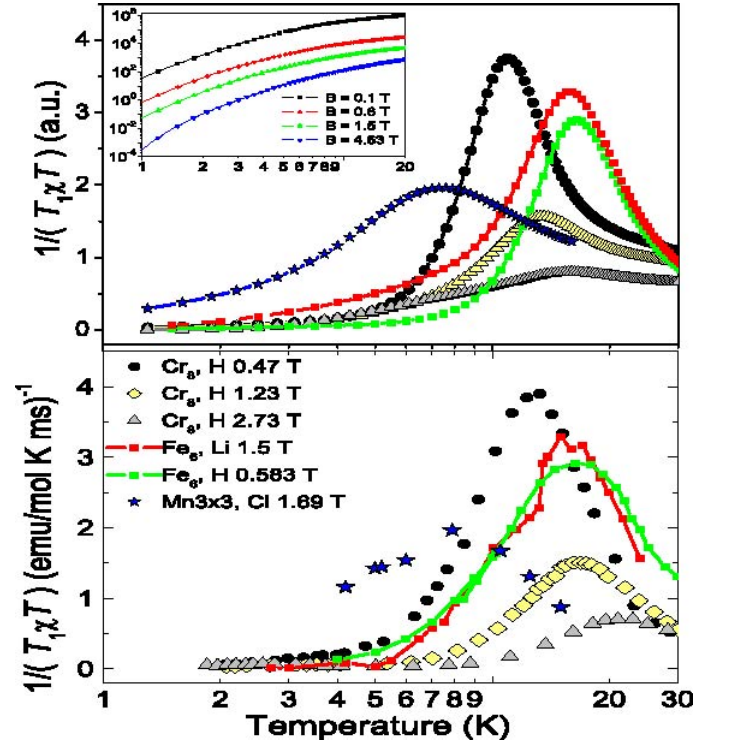 1/(T₁χT) (a.u.)
4
3
2
1
0
10⁶
10⁴
10²
10⁰
10⁻²
10⁻⁴
1 2 3 4 5 6 7 8 9 10 20
B = 0.1 T
B = 0.6 T
B = 1.5 T
B = 4.63 T
1/(T₁χT) (emu/mol K ms)⁻¹
4
3
2
1
0
Cr₈, H 0.47 T
Cr₈, H 1.23 T
Cr₈, H 2.73 T
Fe₆, Li 1.5 T
Fe₆, H 0.583 T
Mn3x3, Cl 1.69 T
1 2 3 4 5 6 7 8 9 10 20 30
Temperature (K)